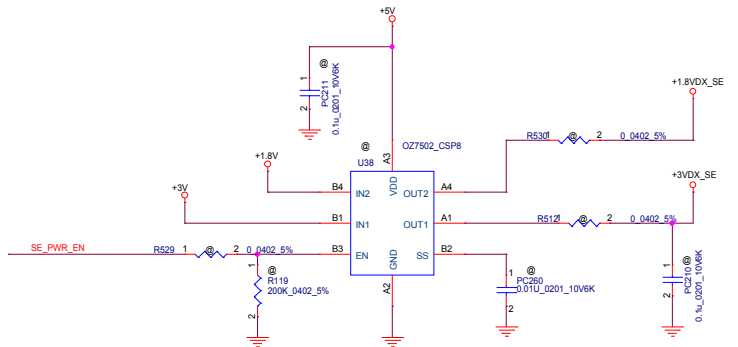 +5V
@
1
2
PC211
0.1u_0201_10V6K
+1.8VDX_SE
@
OZ7502_CSP8
R530 1 @ 2 0_0402_5%
+1.8V
U38
A3
VDD
B4 IN2 OUT2 A4
+3V
+3VDX_SE
B1 IN1 OUT1 A1
R512 1 @ 2 0_0402_5%
SE_PWR_EN
R529 1 @ 2 0_0402_5%
B3 EN SS B2
GND
A2
@
1
R119
200K_0402_5%
2
@
1
PC260
0.01U_0201_10V6K
2
@
1
2
PC210
0.1u_0201_10V6K